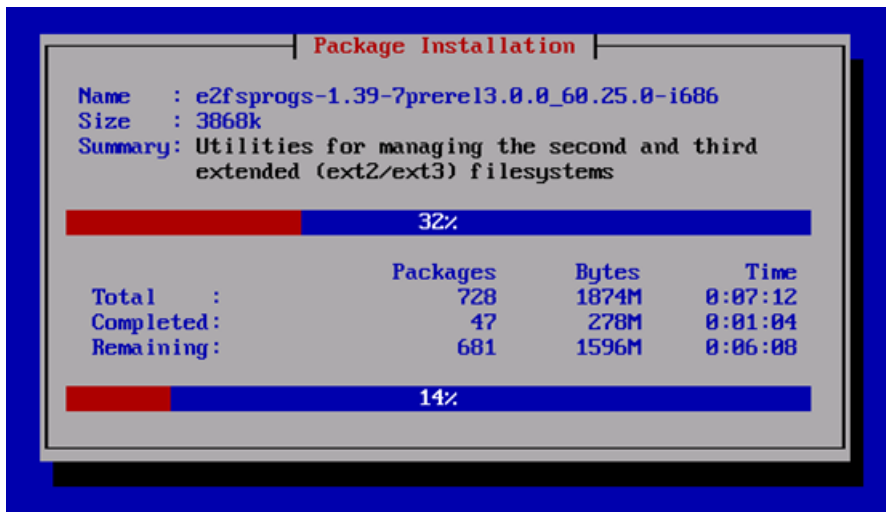 Package Installation
Name : e2fsprogs-1.39-7prerel3.0.0_60.25.0-i686
Size : 3868k
Summary: Utilities for managing the second and third
extended (ext2/ext3) filesystems
32%
Packages Bytes Time
Total : 728 1874M 0:07:12
Completed: 47 278M 0:01:04
Remaining: 681 1596M 0:06:08
14%